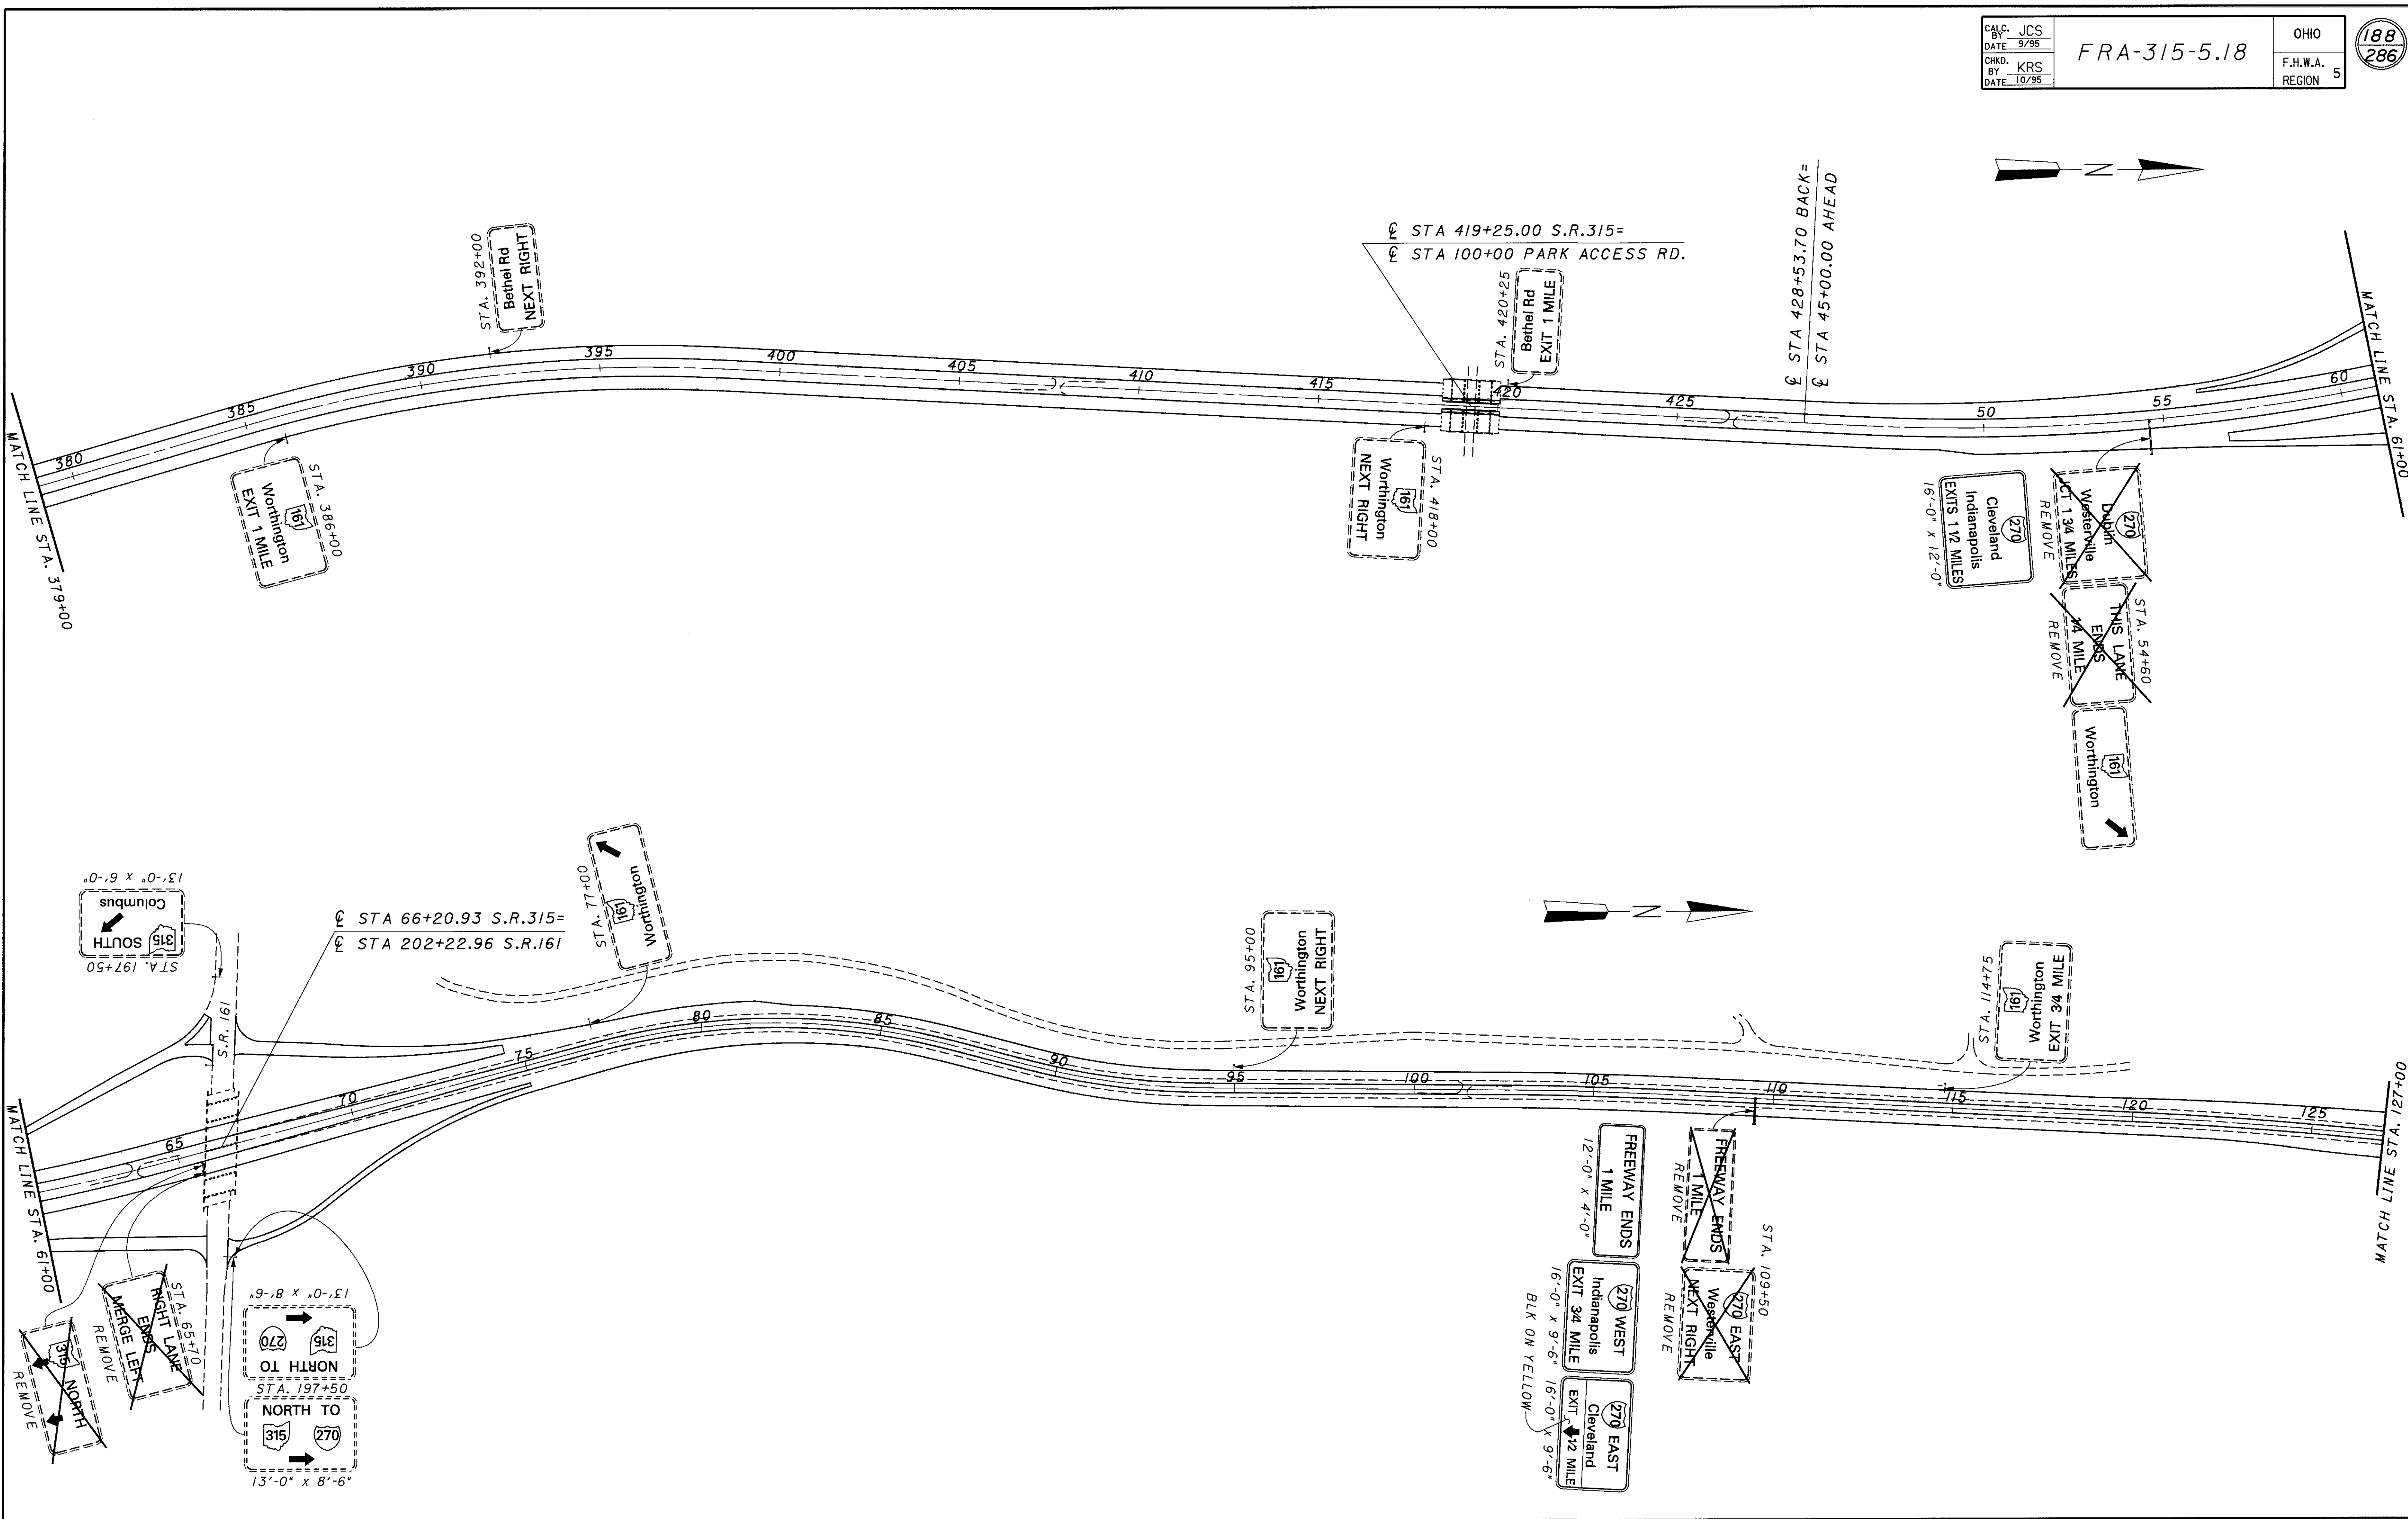 CALC. BY JCS
DATE 9/95
CHKD. BY KRS
DATE 10/95
FRA-315-5.18
OHIO
F.H.W.A. REGION 5
188
286
N
MATCH LINE STA. 379+00
380
385
390
395
400
405
410
415
420
425
50
55
60
MATCH LINE STA. 61+00
STA. 392+00
Bethel Rd
NEXT RIGHT
STA. 386+00
161
Worthington
EXIT 1 MILE
℄ STA 419+25.00 S.R.315=
℄ STA 100+00 PARK ACCESS RD.
STA. 420+25
Bethel Rd
EXIT 1 MILE
STA. 418+00
161
Worthington
NEXT RIGHT
℄ STA 428+53.70 BACK=
℄ STA 45+00.00 AHEAD
270
Cleveland
Indianapolis
EXITS 1 1/2 MILES
16'-0" x 12'-0"
270
Dublin
Westerville
JCT 1 3/4 MILES
REMOVE
STA. 54+60
THIS LANE
ENDS
1/4 MILE
REMOVE
161
Worthington
N
MATCH LINE STA. 61+00
65
70
75
80
85
90
95
100
105
110
115
120
125
MATCH LINE STA. 127+00
STA. 197+50
315 SOUTH
Columbus
13'-0" x 6'-0"
S.R. 161
℄ STA 66+20.93 S.R.315=
℄ STA 202+22.96 S.R.161
STA. 77+00
161
Worthington
STA. 95+00
161
Worthington
NEXT RIGHT
STA. 114+75
161
Worthington
EXIT 3/4 MILE
315 NORTH
REMOVE
STA. 65+70
RIGHT LANE
ENDS
MERGE LEFT
REMOVE
NORTH TO
315 270
13'-0" x 8'-6"
STA. 197+50
NORTH TO
315 270
13'-0" x 8'-6"
FREEWAY ENDS
1 MILE
12'-0" x 4'-0"
270 WEST
Indianapolis
EXIT 3/4 MILE
16'-0" x 9'-6"
270 EAST
Cleveland
EXIT 1/2 MILE
16'-0" x 9'-6"
BLK ON YELLOW
FREEWAY ENDS
1 MILE
REMOVE
STA. 109+50
270 EAST
Westerville
NEXT RIGHT
REMOVE